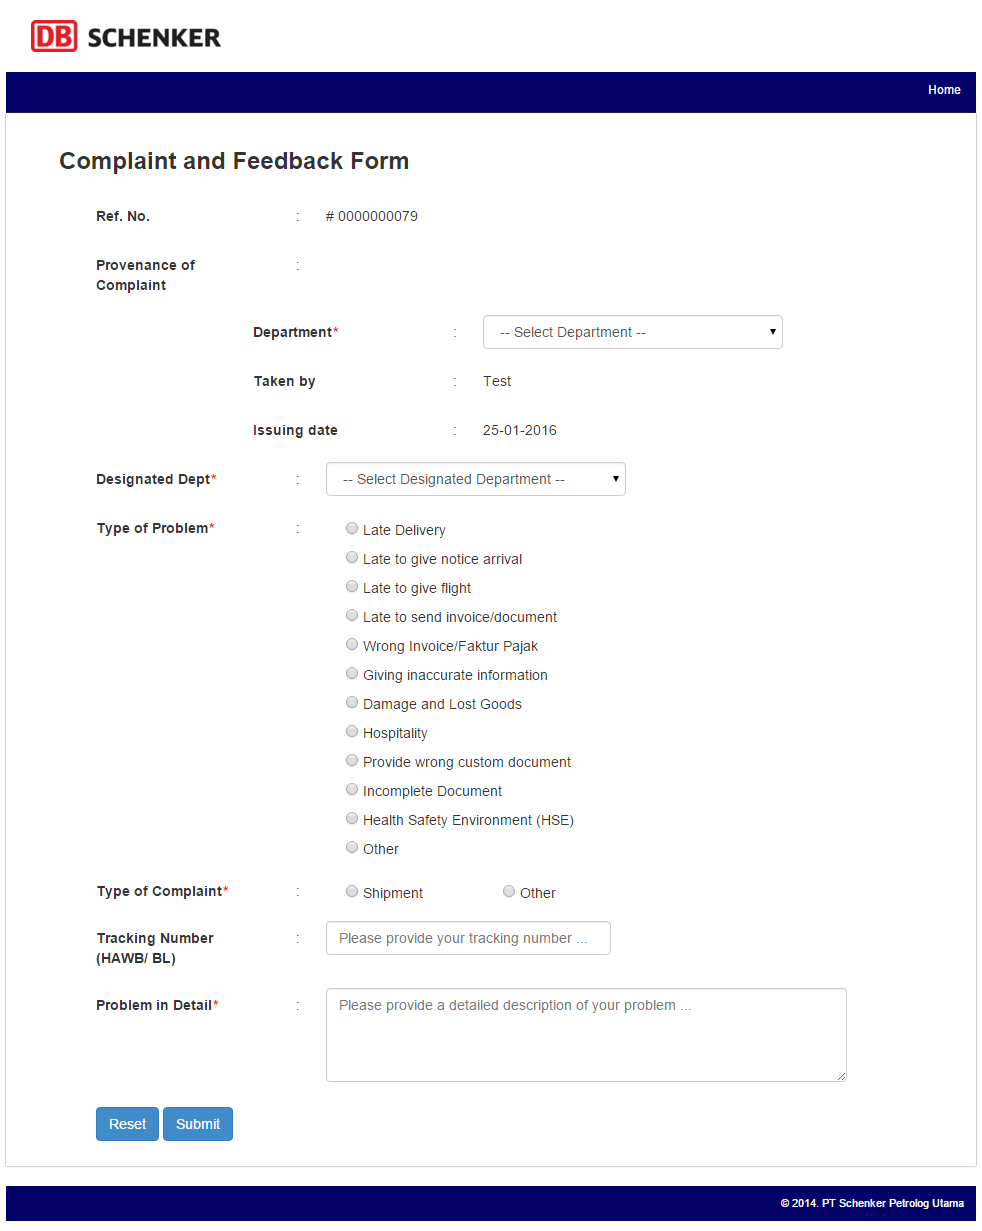 DB SCHENKER
Home
Complaint and Feedback Form
Ref. No. : # 0000000079
Provenance of :
Complaint
Department* : -- Select Department --
Taken by : Test
Issuing date : 25-01-2016
Designated Dept* : -- Select Designated Department --
Type of Problem* : Late Delivery
Late to give notice arrival
Late to give flight
Late to send invoice/document
Wrong Invoice/Faktur Pajak
Giving inaccurate information
Damage and Lost Goods
Hospitality
Provide wrong custom document
Incomplete Document
Health Safety Environment (HSE)
Other
Type of Complaint* : Shipment Other
Tracking Number : Please provide your tracking number ...
(HAWB/ BL)
Problem in Detail* : Please provide a detailed description of your problem ...
Reset Submit
© 2014. PT Schenker Petrolog Utama